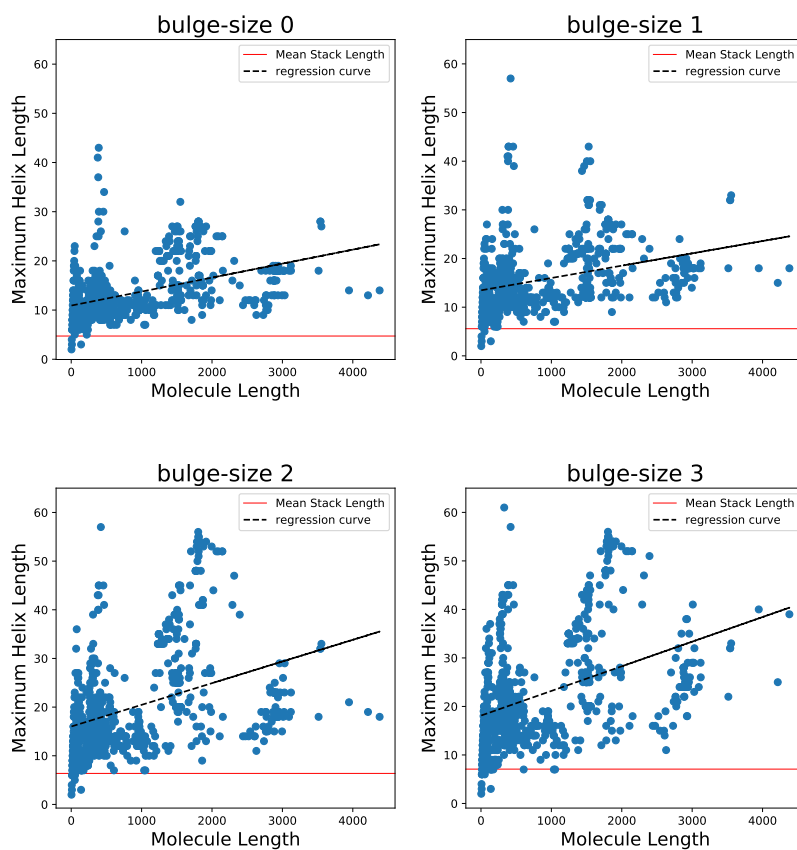 bulge-size 0
Mean Stack Length
regression curve
Maximum Helix Length
60
50
40
30
20
10
0
0 1000 2000 3000 4000
Molecule Length
bulge-size 1
Mean Stack Length
regression curve
Maximum Helix Length
60
50
40
30
20
10
0
0 1000 2000 3000 4000
Molecule Length
bulge-size 2
Mean Stack Length
regression curve
Maximum Helix Length
60
50
40
30
20
10
0
0 1000 2000 3000 4000
Molecule Length
bulge-size 3
Mean Stack Length
regression curve
Maximum Helix Length
60
50
40
30
20
10
0
0 1000 2000 3000 4000
Molecule Length